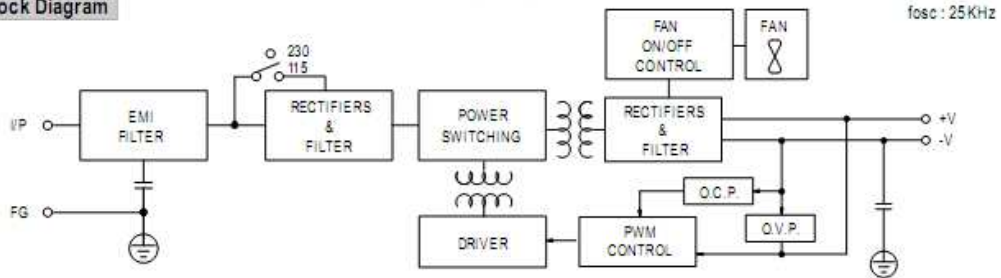 ock Diagram
fosc : 25KHz
230
115
FAN
ON/OFF
CONTROL
FAN
I/P
EMI
FILTER
RECTIFIERS
&
FILTER
POWER
SWITCHING
RECTIFIERS
&
FILTER
+V
-V
O.C.P.
FG
DRIVER
PWM
CONTROL
O.V.P.